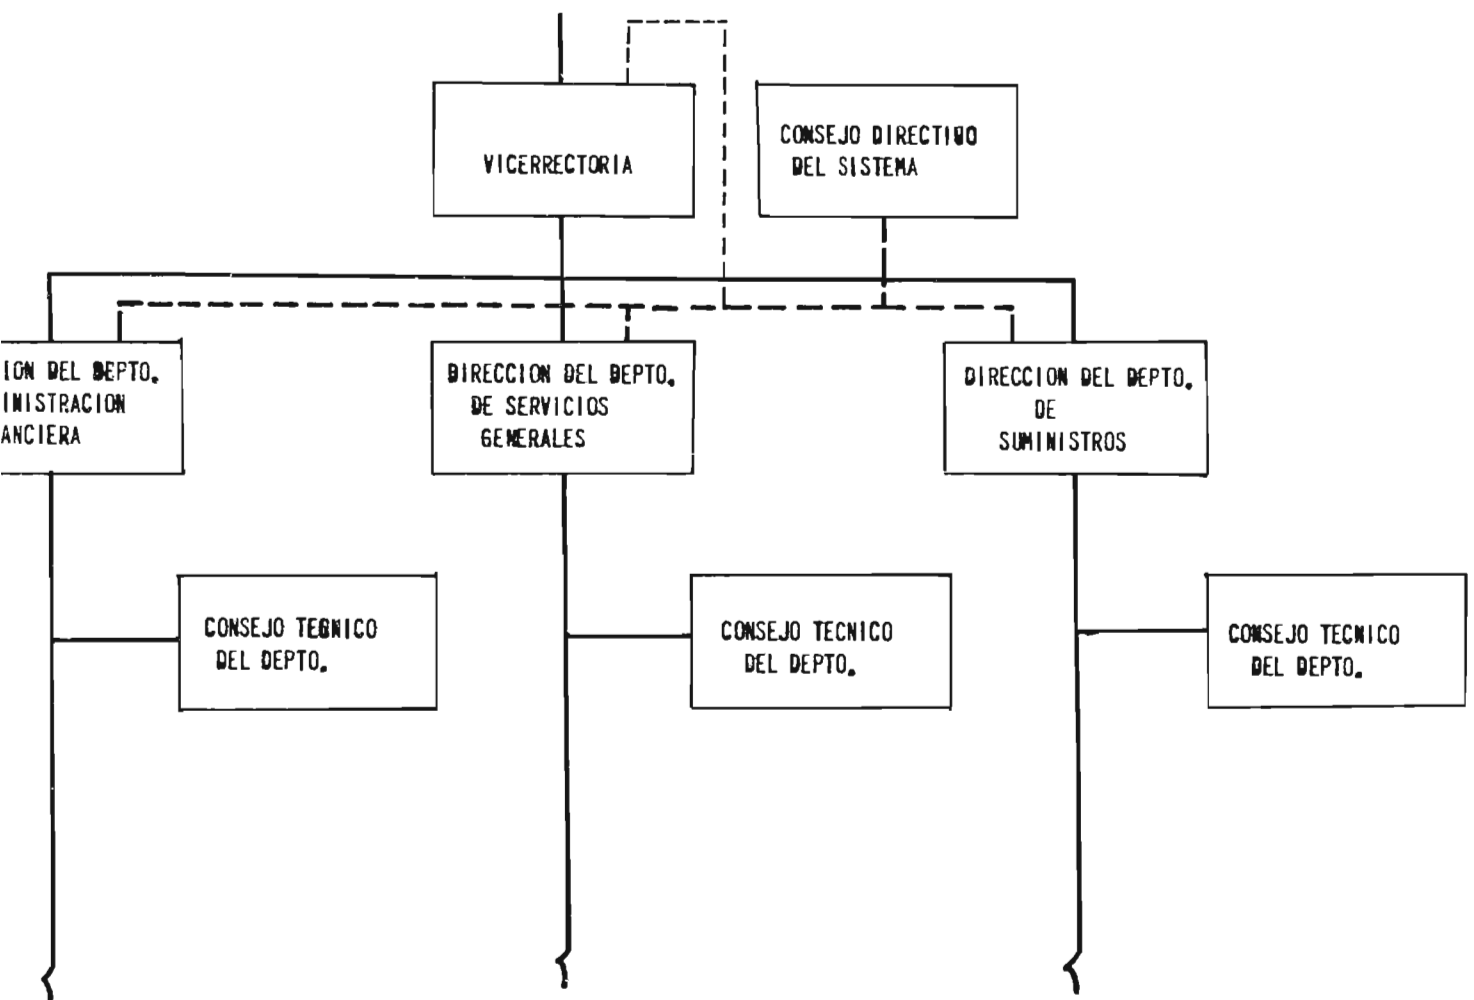 VICERRECTORIA
CONSEJO DIRECTIVO
DEL SISTEMA
ION DEL DEPTO.
INISTRACION
ANCIERA
DIRECCION DEL DEPTO.
DE SERVICIOS
GENERALES
DIRECCION DEL DEPTO.
DE
SUMINISTROS
CONSEJO TECNICO
DEL DEPTO.
CONSEJO TECNICO
DEL DEPTO.
CONSEJO TECNICO
DEL DEPTO.